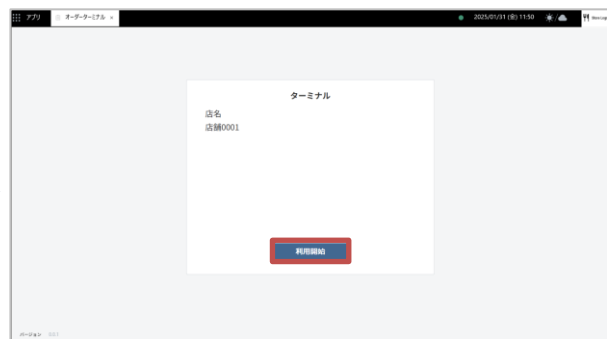 アプリ
オーダーターミナル ×
2025/01/31 (金) 11:50
ターミナル
店名
店舗0001
利用開始
バージョン